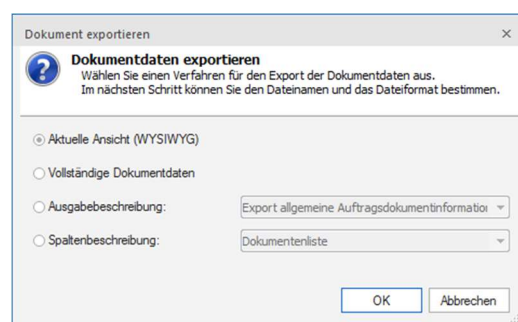 Dokument exportieren
Dokumentdaten exportieren
Wählen Sie einen Verfahren für den Export der Dokumentdaten aus.
Im nächsten Schritt können Sie den Dateinamen und das Dateiformat bestimmen.
Aktuelle Ansicht (WYSIWYG)
Vollständige Dokumentdaten
Ausgabebeschreibung: Export allgemeine Auftragsdokumentinformation
Spaltenbeschreibung: Dokumentenliste
OK Abbrechen